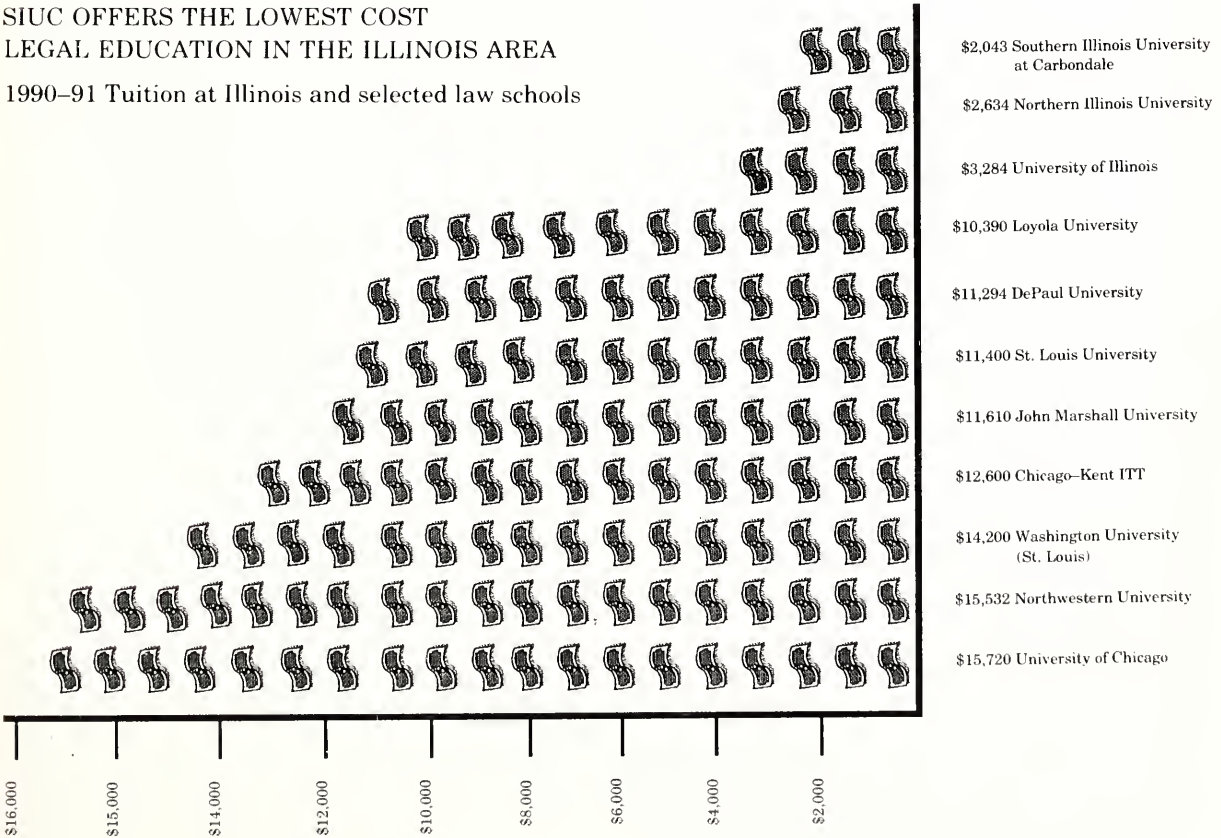 SIUC OFFERS THE LOWEST COST
LEGAL EDUCATION IN THE ILLINOIS AREA
1990–91 Tuition at Illinois and selected law schools
$2,043 Southern Illinois University
at Carbondale
$2,634 Northern Illinois University
$3,284 University of Illinois
$10,390 Loyola University
$11,294 DePaul University
$11,400 St. Louis University
$11,610 John Marshall University
$12,600 Chicago–Kent ITT
$14,200 Washington University
(St. Louis)
$15,532 Northwestern University
$15,720 University of Chicago
$16,000
$15,000
$14,000
$12,000
$10,000
$8,000
$6,000
$4,000
$2,000